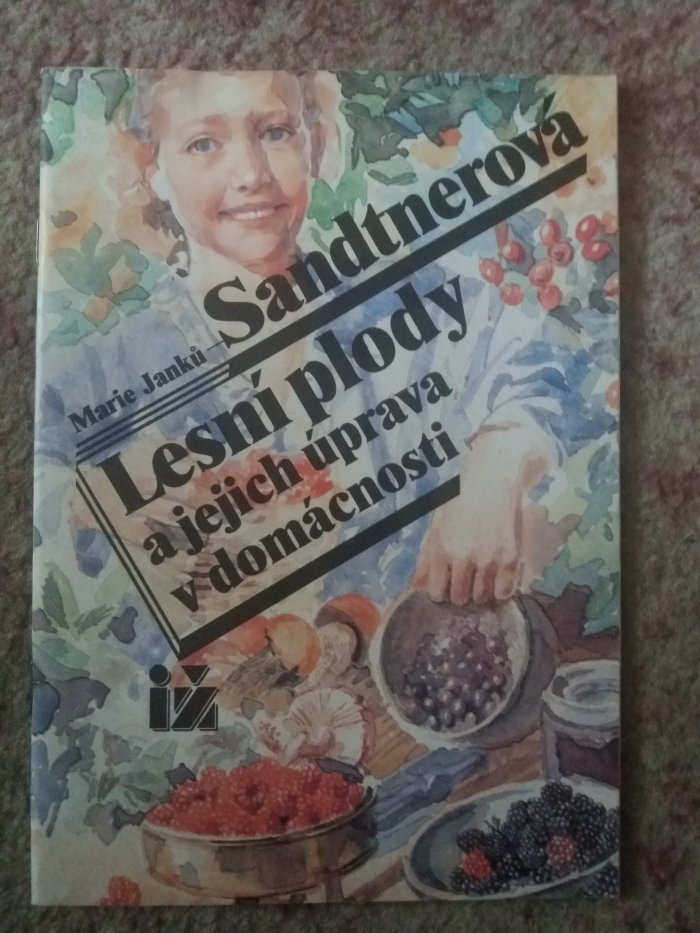 Marie Janků-
Sandtnerová
Lesní plody
a jejich úprava
v domácnosti
iž